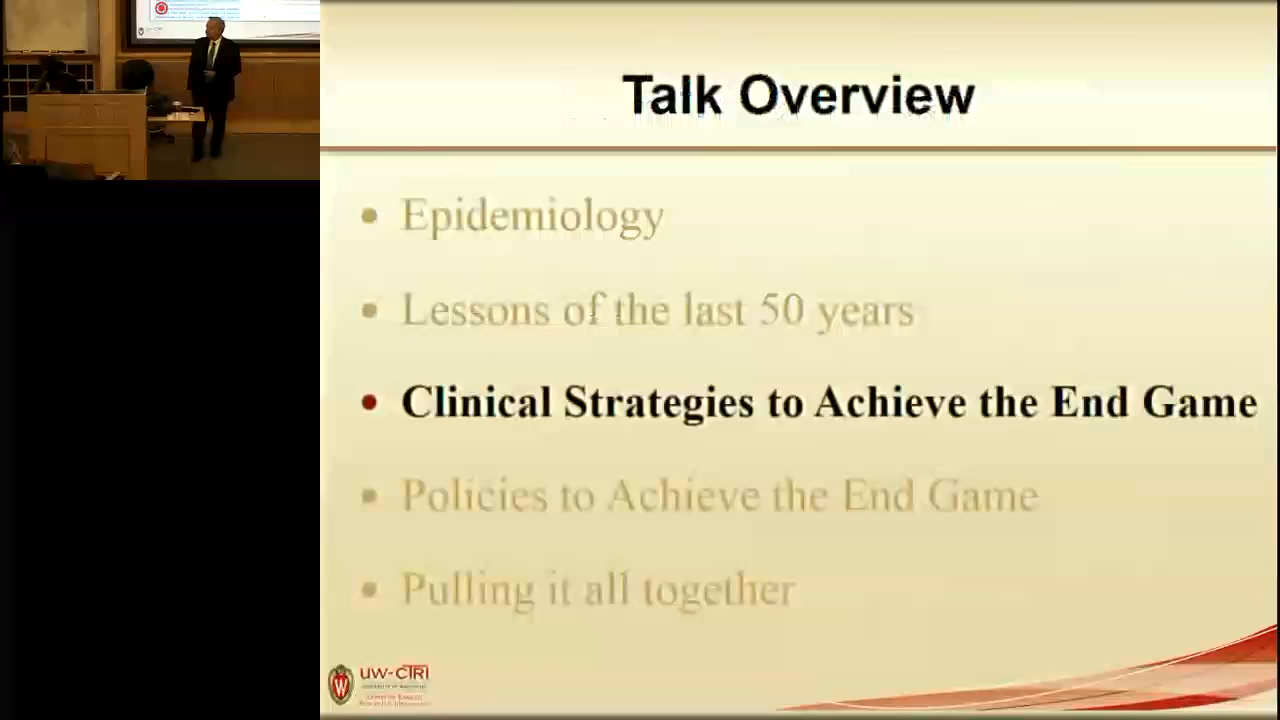 Talk Overview
• Epidemiology
• Lessons of the last 50 years
• Clinical Strategies to Achieve the End Game
• Policies to Achieve the End Game
• Pulling it all together
W
UW-CTRI